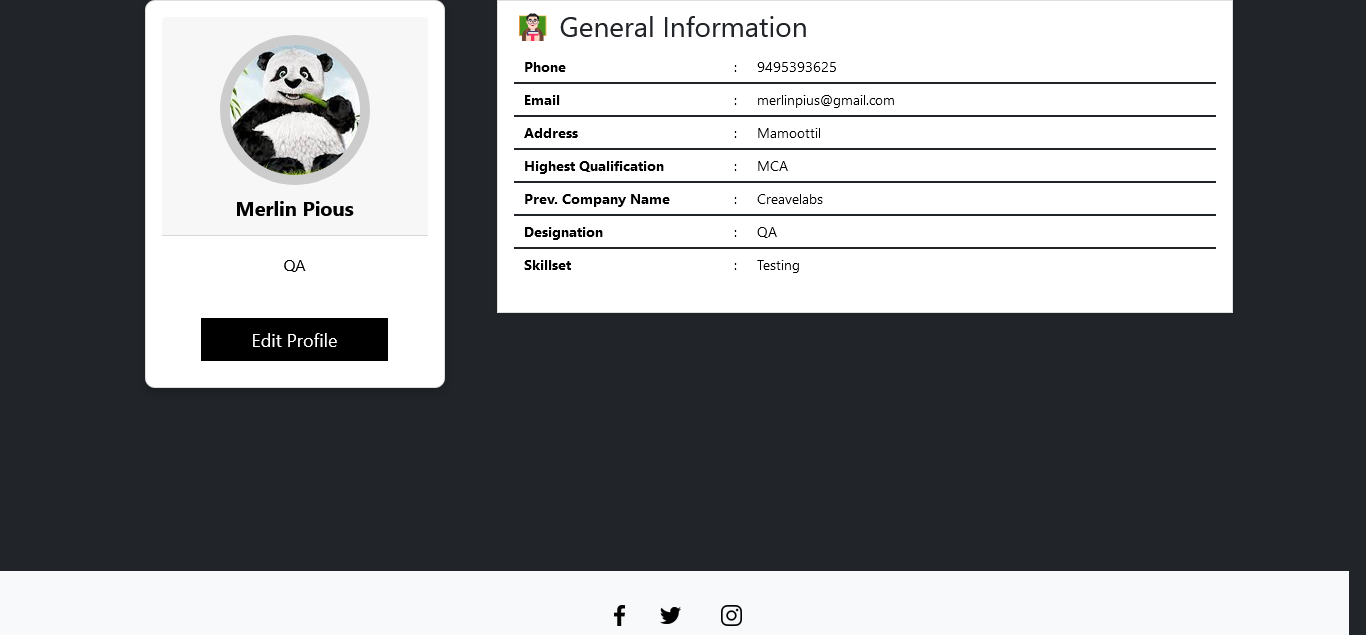 Merlin Pious
QA
Edit Profile
General Information
Phone : 9495393625
Email : merlinpius@gmail.com
Address : Mamoottil
Highest Qualification : MCA
Prev. Company Name : Creavelabs
Designation : QA
Skillset : Testing